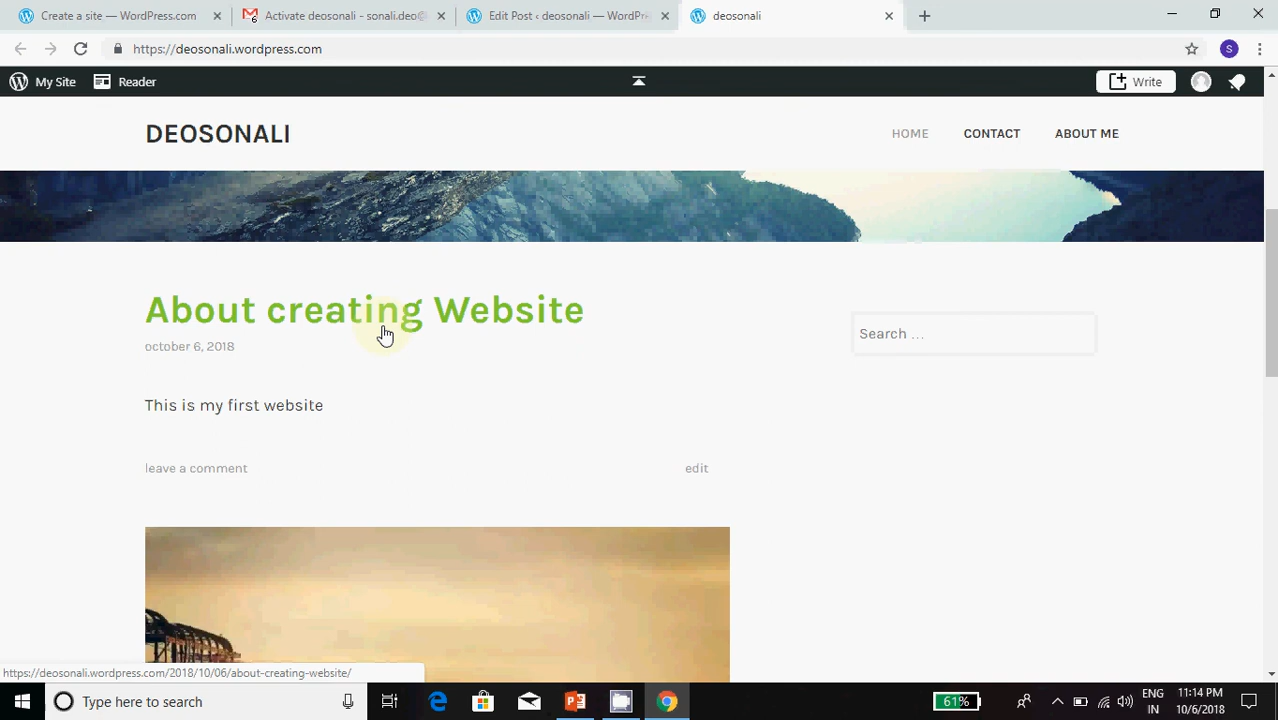 Create a site — WordPress.com
Activate deosonali - sonali.deo@
Edit Post ‹ deosonali — WordPr
deosonali
https://deosonali.wordpress.com
S
My Site
Reader
Write
DEOSONALI
HOME
CONTACT
ABOUT ME
About creating Website
october 6, 2018
Search …
This is my first website
leave a comment
edit
https://deosonali.wordpress.com/2018/10/06/about-creating-website/
Type here to search
61%
ENG
IN
11:14 PM
10/6/2018